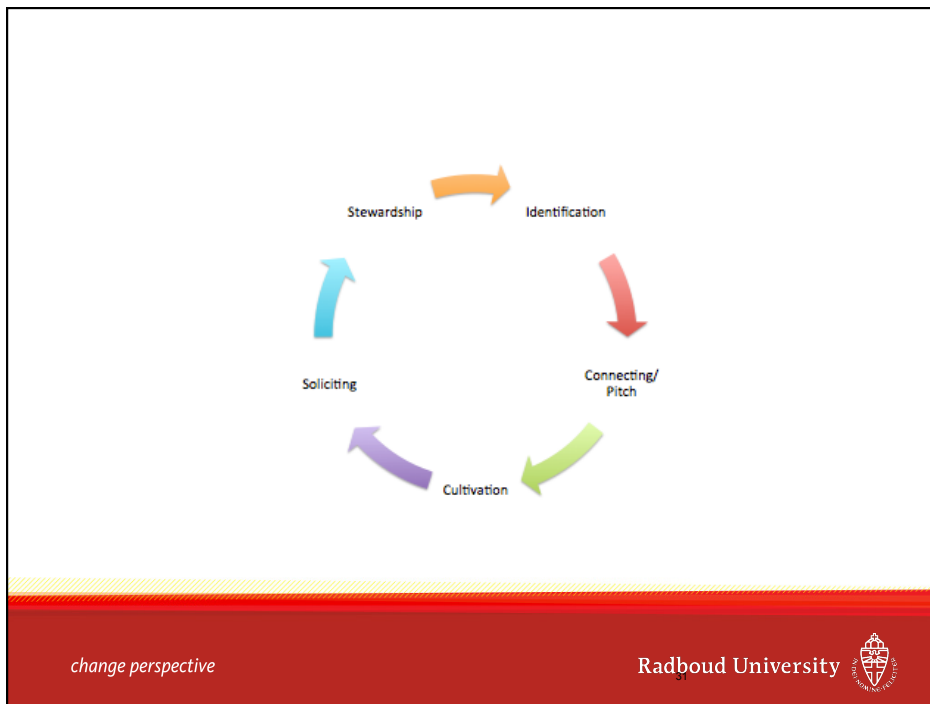 Stewardship
Identification
Connecting/
Pitch
Soliciting
Cultivation
change perspective
Radboud University
31